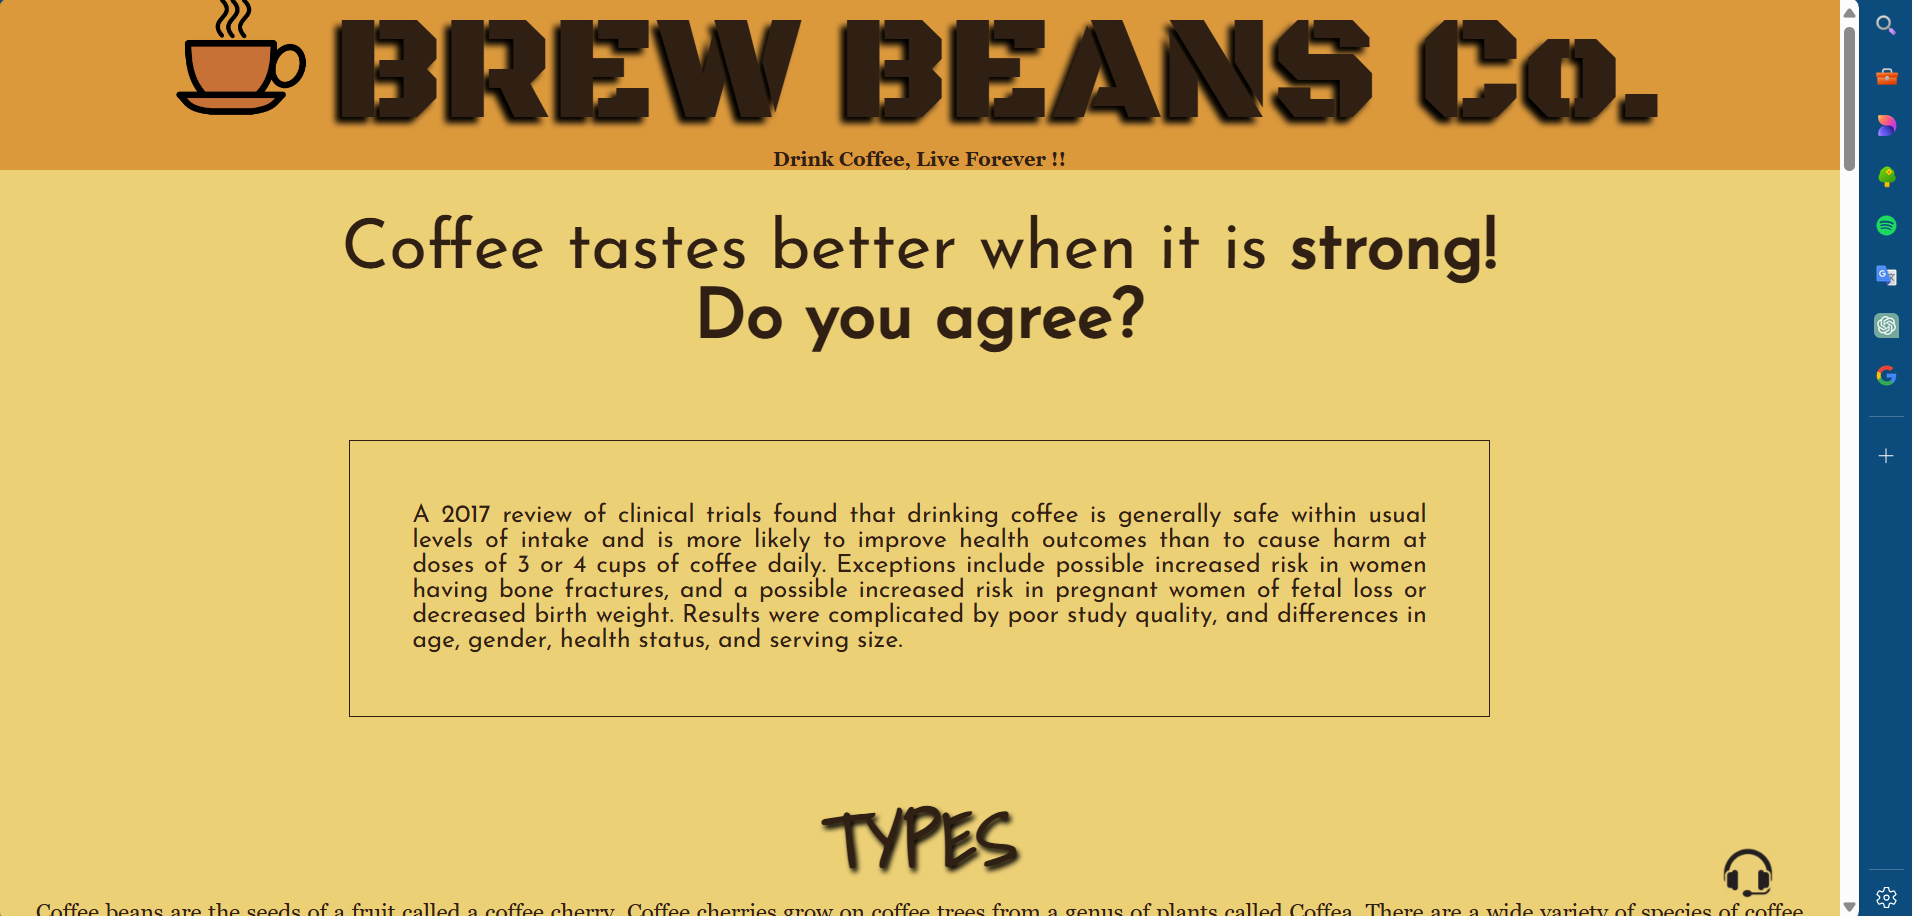 BREW BEANS Co.
Drink Coffee, Live Forever !!
Coffee tastes better when it is strong!
Do you agree?
A 2017 review of clinical trials found that drinking coffee is generally safe within usual
levels of intake and is more likely to improve health outcomes than to cause harm at
doses of 3 or 4 cups of coffee daily. Exceptions include possible increased risk in women
having bone fractures, and a possible increased risk in pregnant women of fetal loss or
decreased birth weight. Results were complicated by poor study quality, and differences in
age, gender, health status, and serving size.
TYPES
Coffee beans are the seeds of a fruit called a coffee cherry. Coffee cherries grow on coffee trees from a genus of plants called Coffea. There are a wide variety of species of coffee